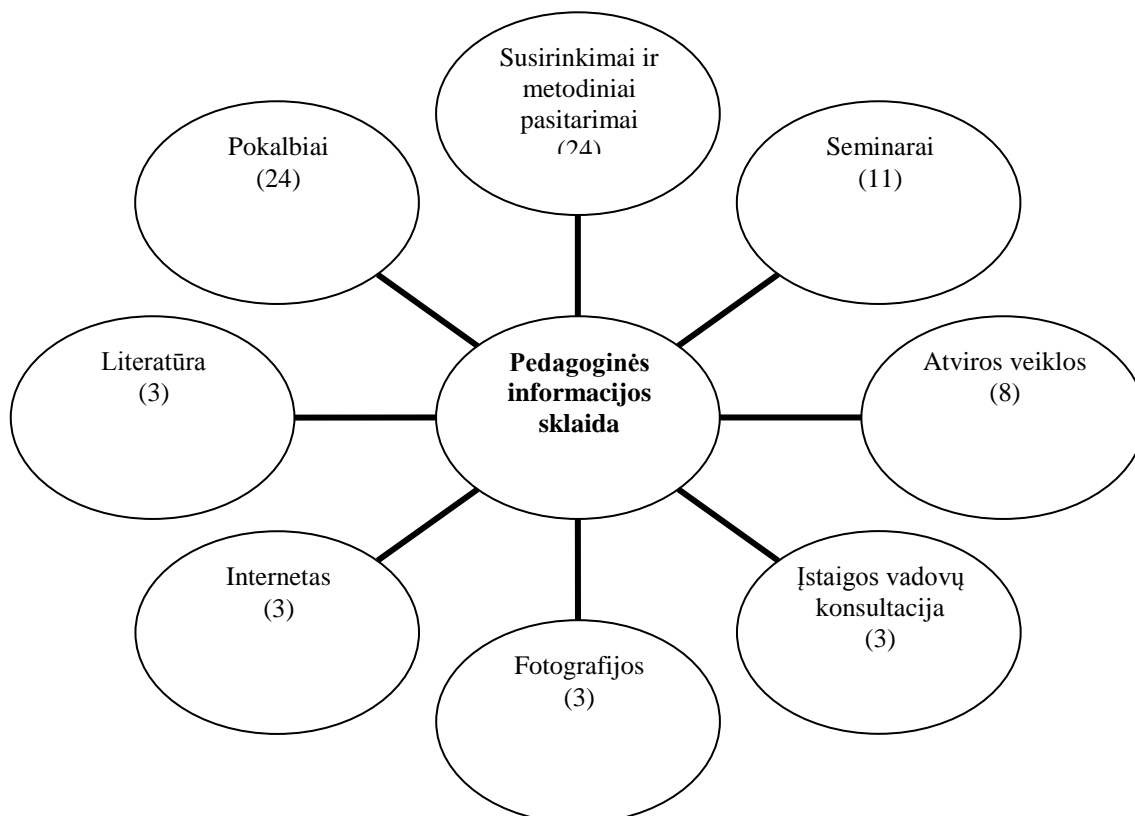 Susirinkimai ir
metodiniai
pasitarimai
(24)
Pokalbiai
(24)
Seminarai
(11)
Literatūra
(3)
Pedagoginės
informacijos
sklaida
Atviros veiklos
(8)
Internetas
(3)
Įstaigos vadovų
konsultacija
(3)
Fotografijos
(3)